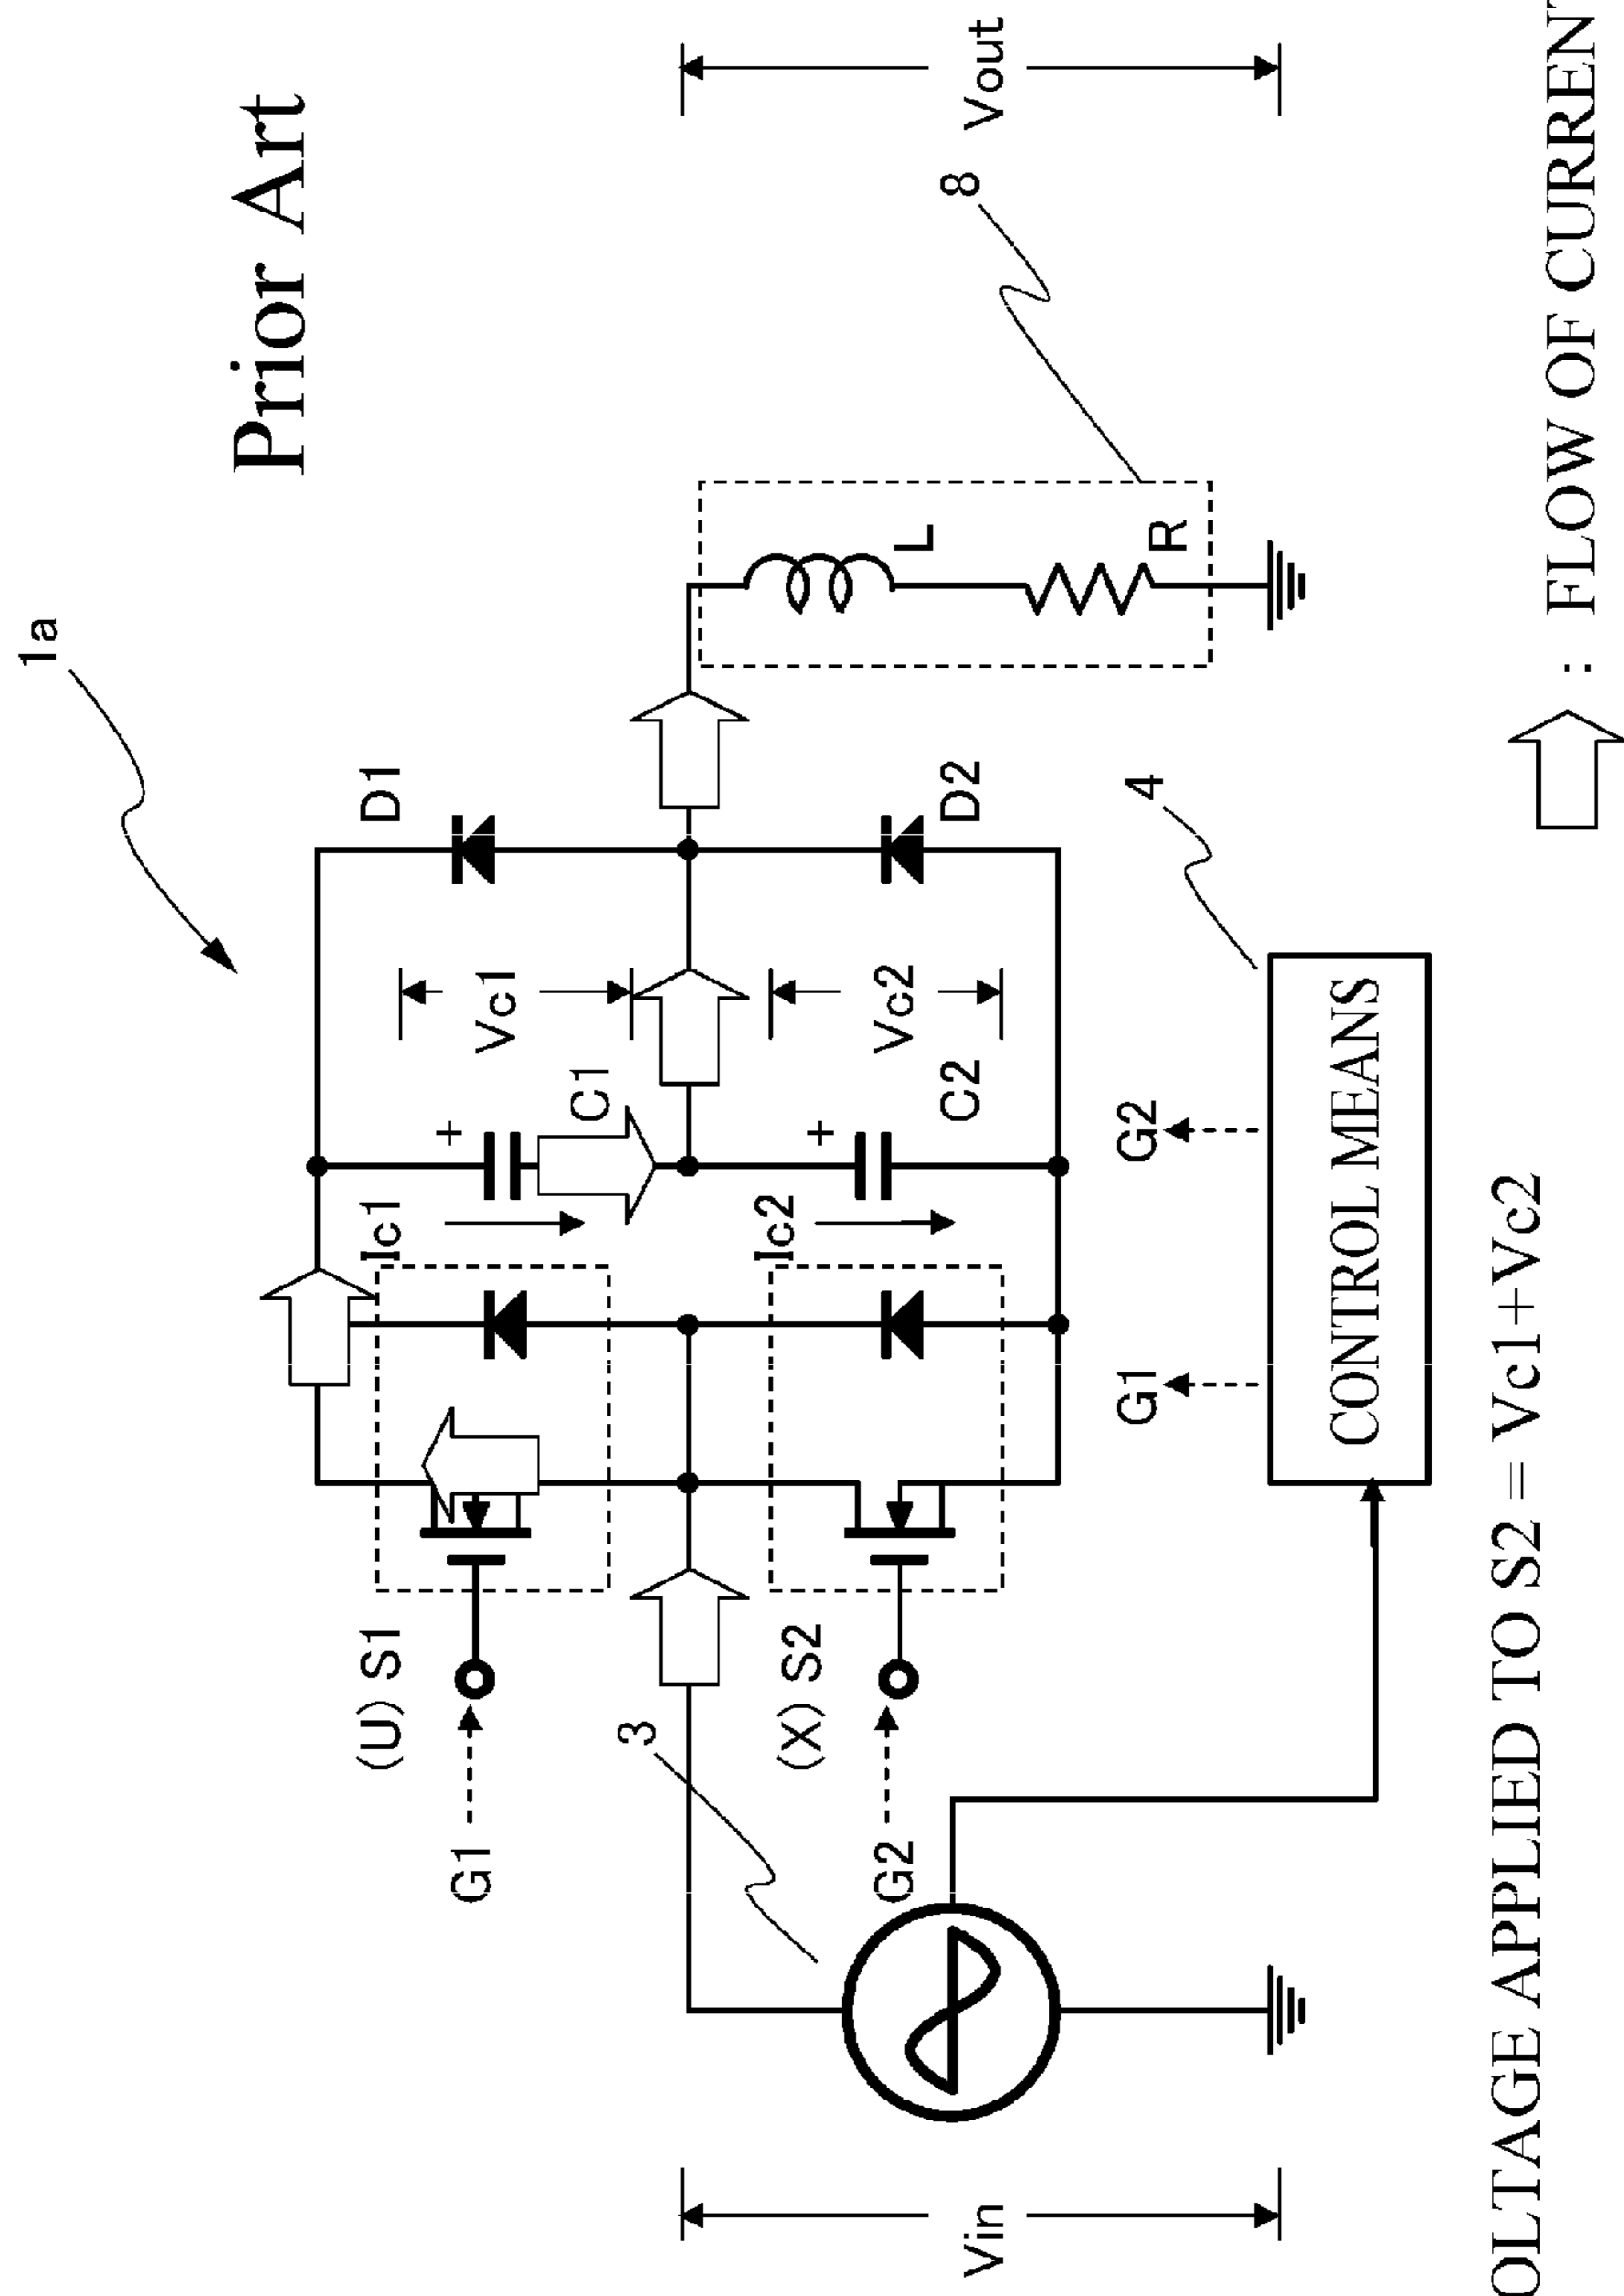 Prior Art
1a
(U) S1
G1
Ic1
+
C1
Vc1
D1
3
(X) S2
G2
Ic2
+
C2
Vc2
D2
L
R
8
Vin
Vout
G1
G2
4
CONTROL MEANS
OLTAGE APPLIED TO S2 = Vc1+Vc2
: FLOW OF CURREN